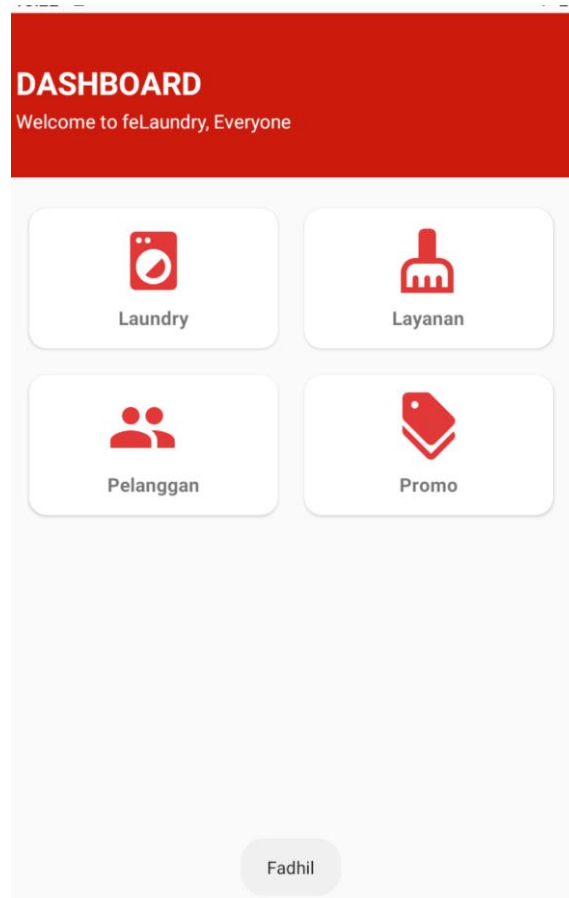 DASHBOARD
Welcome to feLaundry, Everyone
Laundry
Layanan
Pelanggan
Promo
Fadhil